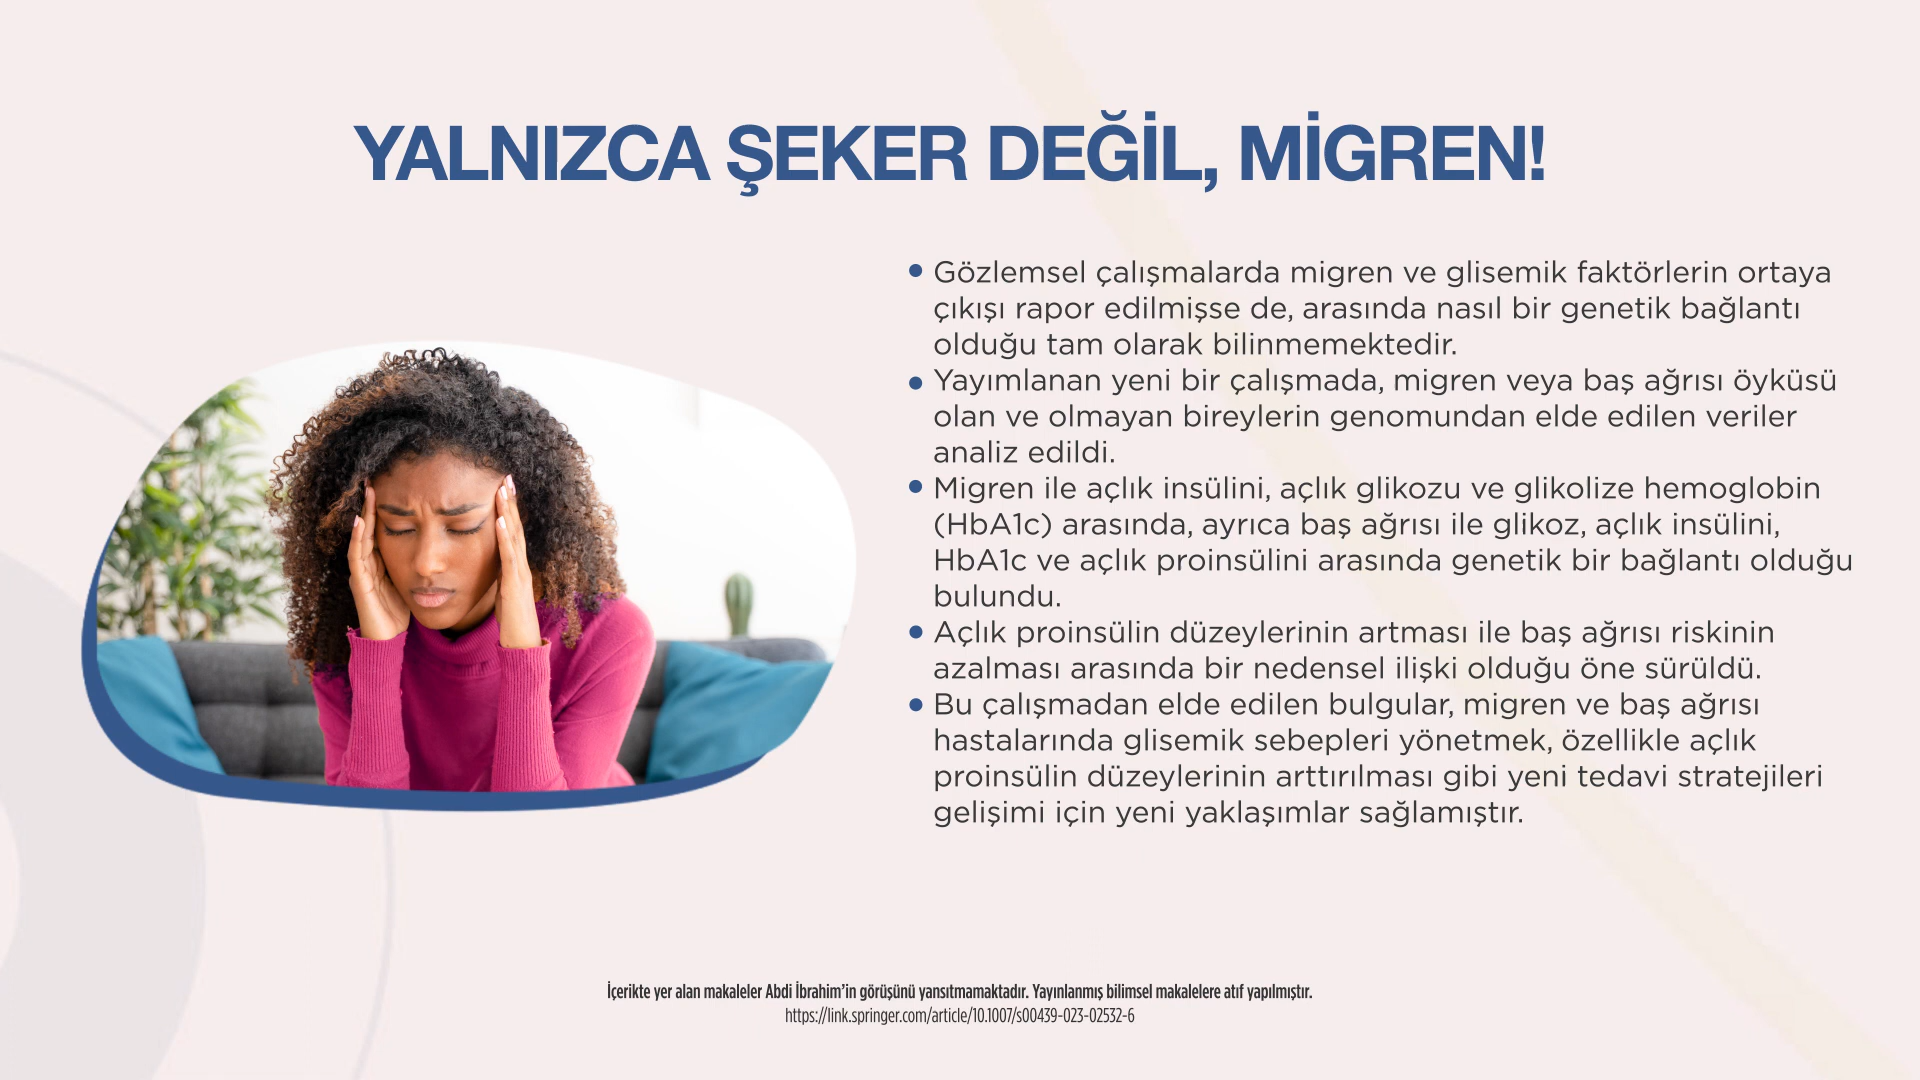 YALNIZCA ŞEKER DEĞİL, MİGREN!
• Gözlemsel çalışmalarda migren ve glisemik faktörlerin ortaya
çıkışı rapor edilmişse de, arasında nasıl bir genetik bağlantı
olduğu tam olarak bilinmemektedir.
• Yayımlanan yeni bir çalışmada, migren veya baş ağrısı öyküsü
olan ve olmayan bireylerin genomundan elde edilen veriler
analiz edildi.
• Migren ile açlık insülini, açlık glikozu ve glikolize hemoglobin
(HbA1c) arasında, ayrıca baş ağrısı ile glikoz, açlık insülini,
HbA1c ve açlık proinsülini arasında genetik bir bağlantı olduğu
bulundu.
• Açlık proinsülin düzeylerinin artması ile baş ağrısı riskinin
azalması arasında bir nedensel ilişki olduğu öne sürüldü.
• Bu çalışmadan elde edilen bulgular, migren ve baş ağrısı
hastalarında glisemik sebepleri yönetmek, özellikle açlık
proinsülin düzeylerinin arttırılması gibi yeni tedavi stratejileri
gelişimi için yeni yaklaşımlar sağlamıştır.
İçerikte yer alan makaleler Abdi İbrahim'in görüşünü yansıtmamaktadır. Yayınlanmış bilimsel makalelere atıf yapılmıştır.
https://link.springer.com/article/10.1007/s00439-023-02532-6